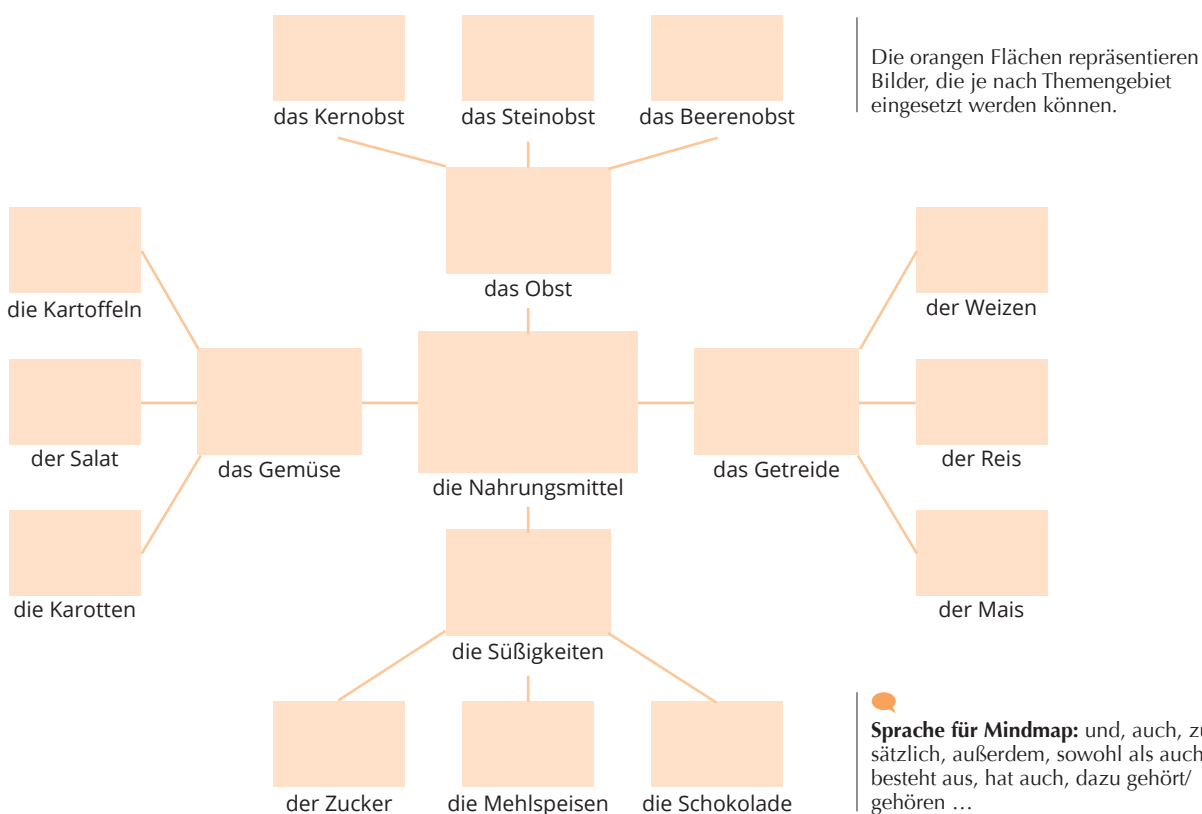 das Kernobst
das Steinobst
das Beerenobst
Die orangen Flächen repräsentieren
Bilder, die je nach Themengebiet
eingesetzt werden können.
das Obst
die Kartoffeln
der Salat
die Karotten
das Gemüse
die Nahrungsmittel
das Getreide
der Weizen
der Reis
der Mais
die Süßigkeiten
der Zucker
die Mehlspeisen
die Schokolade
Sprache für Mindmap: und, auch, zu
sätzlich, außerdem, sowohl als auch
besteht aus, hat auch, dazu gehört/
gehören …